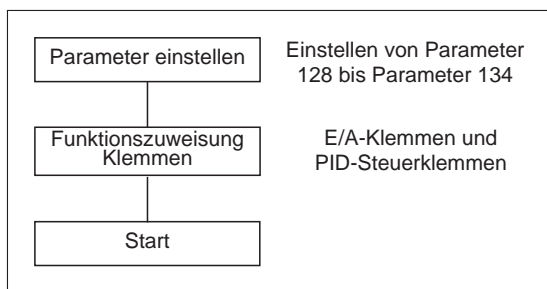 Parameter einstellen
Einstellen von Parameter
128 bis Parameter 134
Funktionszuweisung
Klemmen
E/A-Klemmen und
PID-Steuerklemmen
Start